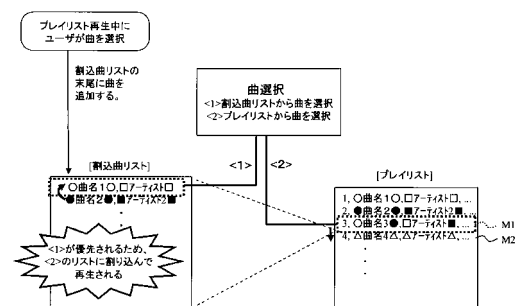 プレイリスト再生中に
ユーザが曲を選択
割込曲リストの
末尾に曲を
追加する。
曲選択
<1>割込曲リストから曲を選択
<2>プレイリストから曲を選択
[割込曲リスト]
<1>
<2>
[プレイリスト]
〇曲名1〇,□アーティスト□
●曲名2●,■アーティスト2■
<1>が優先されるため、
<2>のリストに割り込んで
再生される
1, 〇曲名1〇,□アーティスト□, ...
2, ●曲名2●,■アーティスト2■, ...
3, 〇曲名3●,□アーティスト■, ...
4, △曲名4△,△アーティスト△, ...
M1
M2